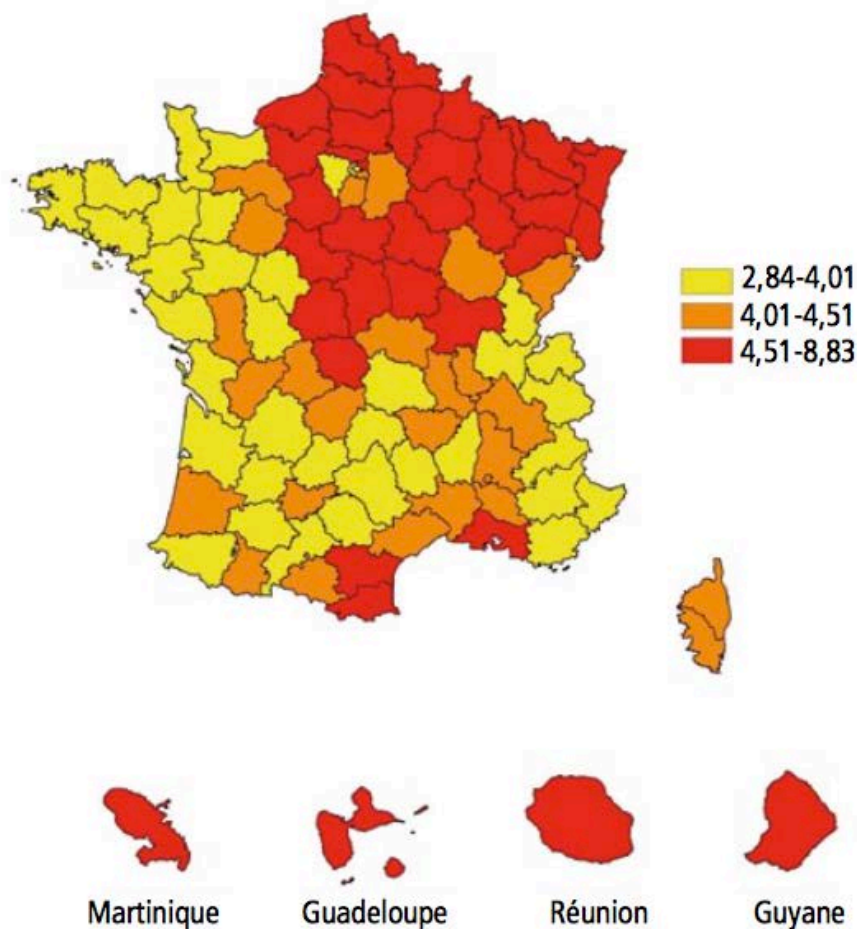 2,84-4,01
4,01-4,51
4,51-8,83
Martinique
Guadeloupe
Réunion
Guyane